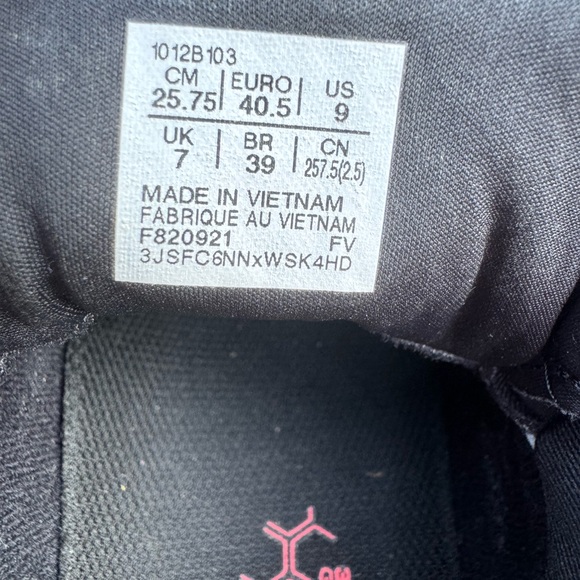 1012B103
CM EURO US
25.75 40.5 9
UK BR CN
7 39 257.5(2.5)
MADE IN VIETNAM
FABRIQUE AU VIETNAM
F820921 FV
3JSFC6NNxWSK4HD